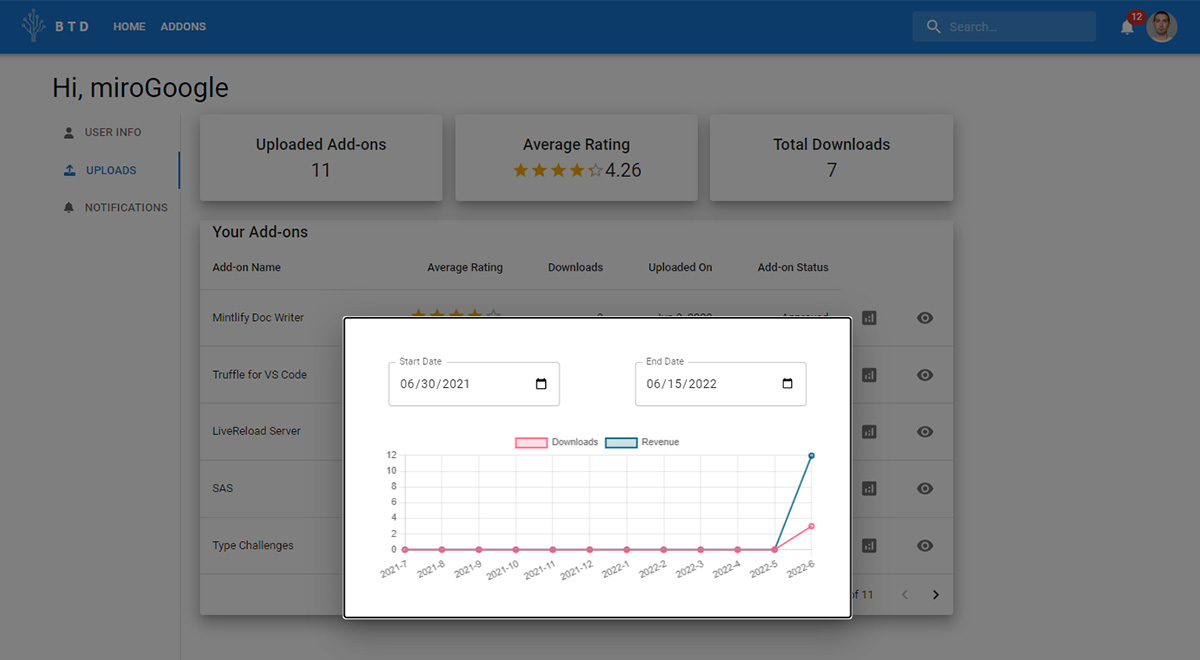 BTD HOME ADDONS Search... 12
Hi, miroGoogle
USER INFO
UPLOADS
NOTIFICATIONS
Uploaded Add-ons
11
Average Rating
4.26
Total Downloads
7
Your Add-ons
Add-on Name Average Rating Downloads Uploaded On Add-on Status
Mintlify Doc Writer
Truffle for VS Code
LiveReload Server
SAS
Type Challenges
of 11
Start Date
06/30/2021
End Date
06/15/2022
Downloads Revenue
12
10
8
6
4
2
0
2021-7 2021-8 2021-9 2021-10 2021-11 2021-12 2022-1 2022-2 2022-3 2022-4 2022-5 2022-6